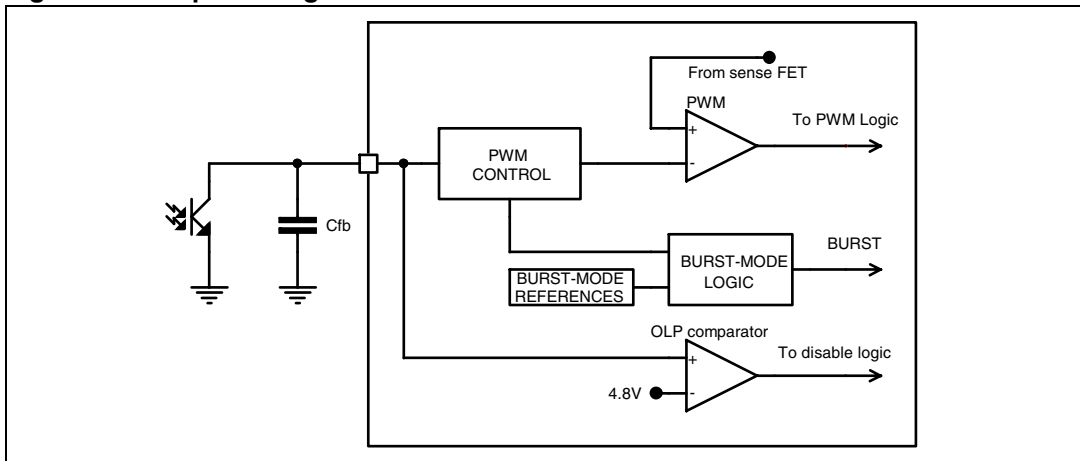 From sense FET
PWM
+
-
To PWM Logic
PWM
CONTROL
Cfb
BURST
BURST-MODE
LOGIC
BURST-MODE
REFERENCES
OLP comparator
+
-
To disable logic
4.8V